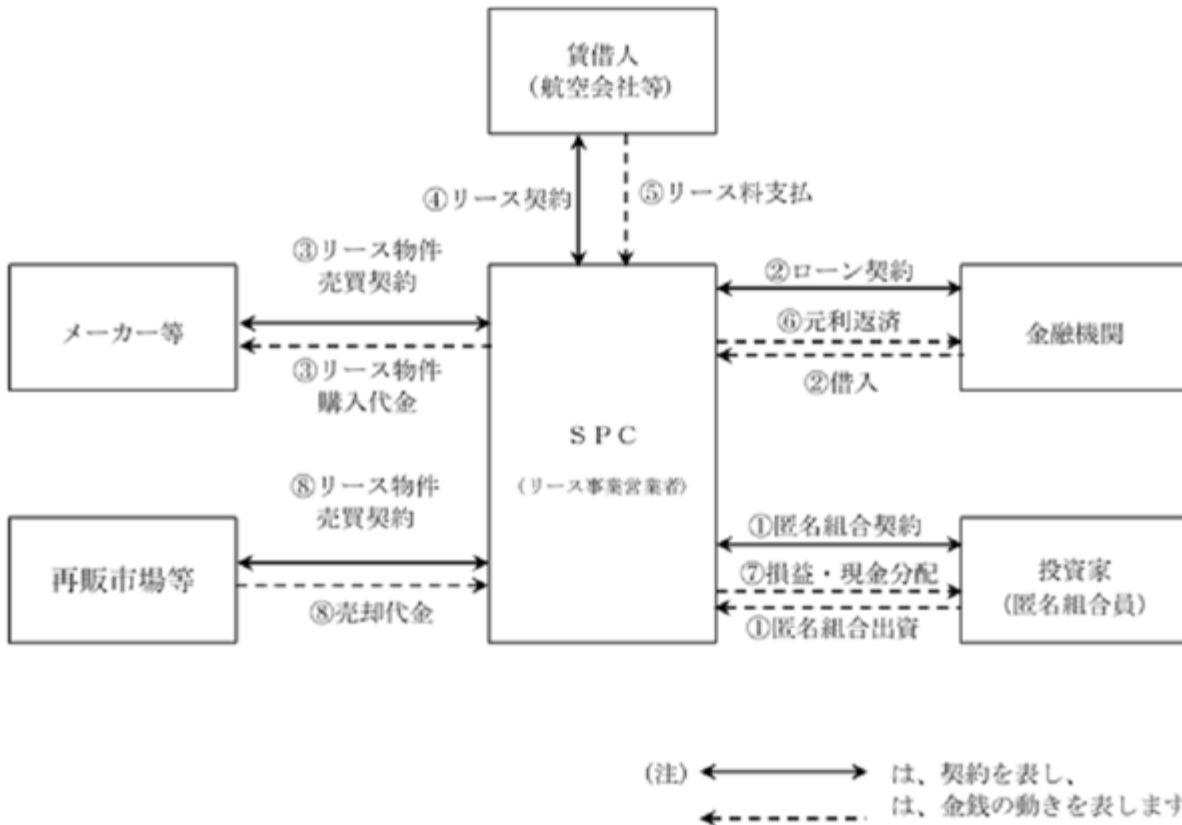 賃借人
(航空会社等)
④リース契約
⑤リース料支払
③リース物件
売買契約
②ローン契約
メーカー等
⑥元利返済
金融機関
③リース物件
購入代金
②借入
SPC
(リース事業営業者)
⑧リース物件
売買契約
①匿名組合契約
再販市場等
⑦損益・現金分配
投資家
(匿名組合員)
⑧売却代金
①匿名組合出資
(注)
は、契約を表し、
は、金銭の動きを表します